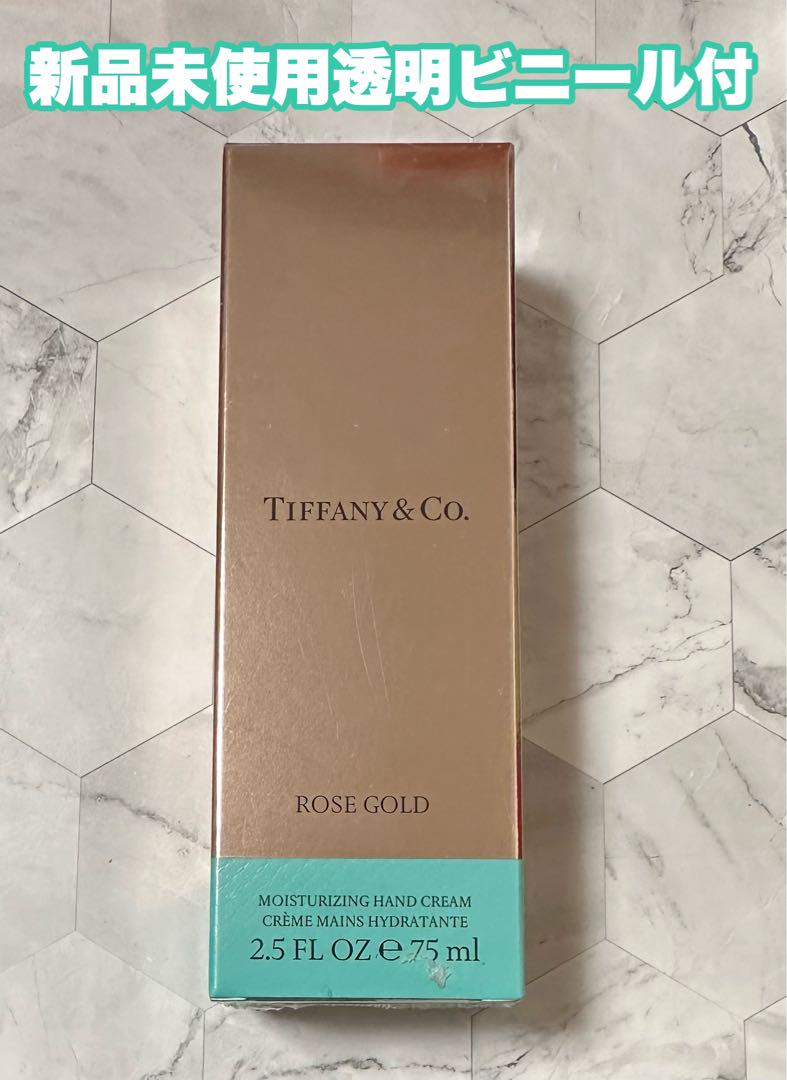 新品未使用透明ビニール付
TIFFANY & CO.
ROSE GOLD
MOISTURIZING HAND CREAM
CRÈME MAINS HYDRATANTE
2.5 FL OZ ℮ 75 ml